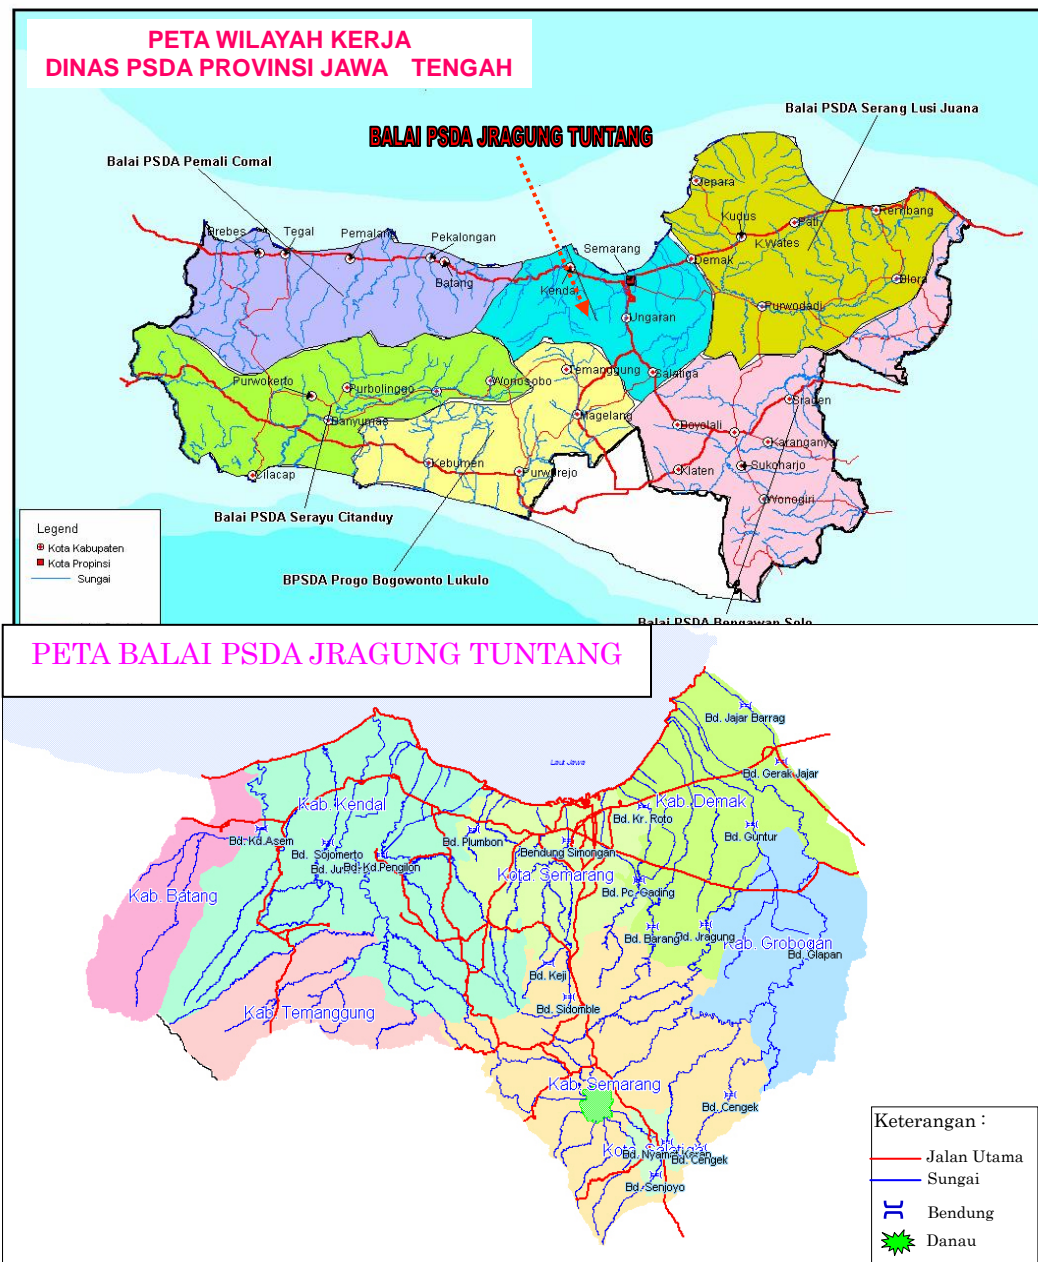 PETA WILAYAH KERJA
DINAS PSDA PROVINSI JAWA TENGAH
Balai PSDA Serang Lusi Juana
BALAI PSDA JRAGUNG TUNTANG
Balai PSDA Pemali Comal
Jepara
Kudus
Pati
Rembang
K.Wates
Brebes
Tegal
Pemalang
Pekalongan
Batang
Semarang
Demak
Kendal
Blora
Purwodadi
Ungaran
Temanggung
Salatiga
Purwokerto
Purbolinggo
Wonosobo
Sragen
Banyumas
Magelang
Boyolali
Karanganyar
Cilacap
Kebumen
Purworejo
Klaten
Sukoharjo
Wonogiri
Balai PSDA Serayu Citanduy
Legend
Kota Kabupaten
Kota Propinsi
Sungai
BPSDA Progo Bogowonto Lukulo
Balai PSDA Bengawan Solo
PETA BALAI PSDA JRAGUNG TUNTANG
Bd. Jajar Barrag
Laut Jawa
Bd. Gerak Jajar
Kab. Kendal
Kab. Demak
Bd. Kr. Roto
Bd. Guntur
Bd. Kd.Asem
Bd. Plumbon
Bendung Simongan
Bd. Sojomerto
Bd. Kd.Pengilon
Kota Semarang
Kab. Batang
Bd. Pc. Gading
Bd. Barang
Bd. Jragung
Kab. Grobogan
Bd. Glapan
Bd. Keji
Bd. Sidomble
Kab. Temanggung
Kab. Semarang
Bd. Cengek
Kota Salatiga
Bd. Cengek
Bd. Senjoyo
Keterangan :
Jalan Utama
Sungai
Bendung
Danau